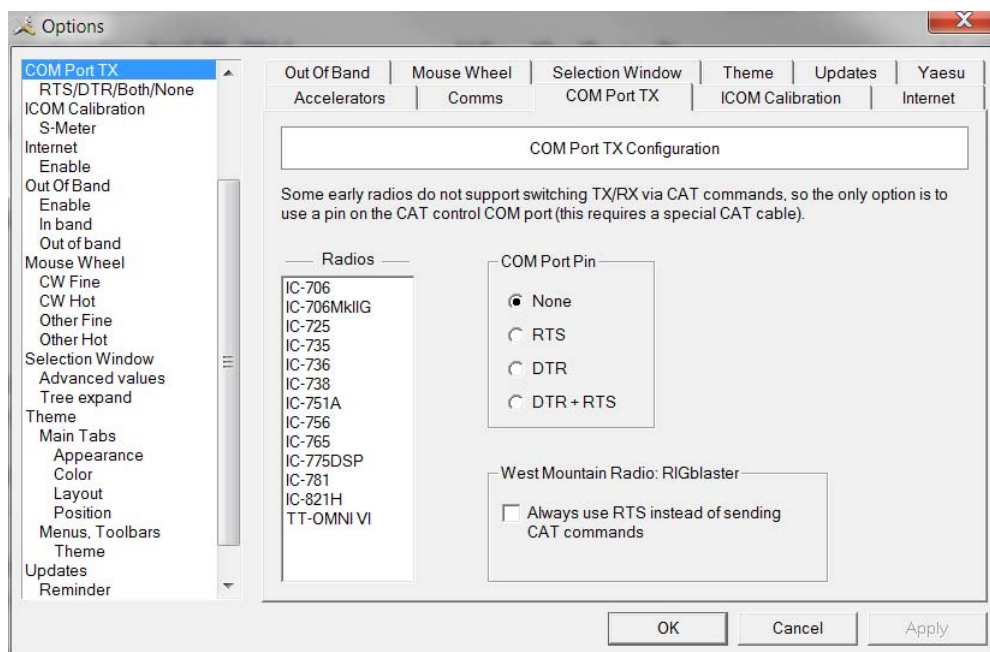 Options
X
COM Port TX
RTS/DTR/Both/None
ICOM Calibration
S-Meter
Internet
Enable
Out Of Band
Enable
In band
Out of band
Mouse Wheel
CW Fine
CW Hot
Other Fine
Other Hot
Selection Window
Advanced values
Tree expand
Theme
Main Tabs
Appearance
Color
Layout
Position
Menus, Toolbars
Theme
Updates
Reminder
Out Of Band
Mouse Wheel
Selection Window
Theme
Updates
Yaesu
Accelerators
Comms
COM Port TX
ICOM Calibration
Internet
COM Port TX Configuration
Some early radios do not support switching TX/RX via CAT commands, so the only option is to
use a pin on the CAT control COM port (this requires a special CAT cable).
Radios
IC-706
IC-706MkIIG
IC-725
IC-735
IC-736
IC-738
IC-751A
IC-756
IC-765
IC-775DSP
IC-781
IC-821H
TT-OMNI VI
COM Port Pin
None
RTS
DTR
DTR + RTS
West Mountain Radio: RIGblaster
Always use RTS instead of sending
CAT commands
OK
Cancel
Apply